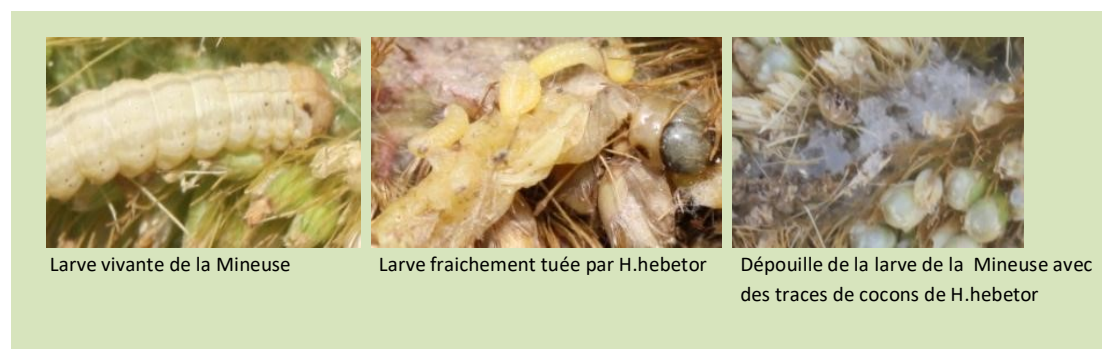 Larve vivante de la Mineuse
Larve fraichement tuée par H.hebetor
Dépouille de la larve de la Mineuse avec
des traces de cocons de H.hebetor